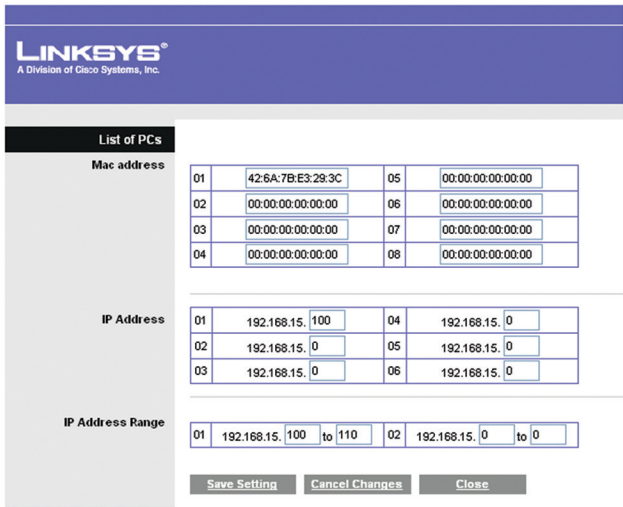 LINKSYS®
A Division of Cisco Systems, Inc.
List of PCs
Mac address
01 42:6A:7B:E3:29:3C 05 00:00:00:00:00:00
02 00:00:00:00:00:00 06 00:00:00:00:00:00
03 00:00:00:00:00:00 07 00:00:00:00:00:00
04 00:00:00:00:00:00 08 00:00:00:00:00:00
IP Address
01 192.168.15. 100 04 192.168.15. 0
02 192.168.15. 0 05 192.168.15. 0
03 192.168.15. 0 06 192.168.15. 0
IP Address Range
01 192.168.15. 100 to 110 02 192.168.15. 0 to 0
Save Setting Cancel Changes Close